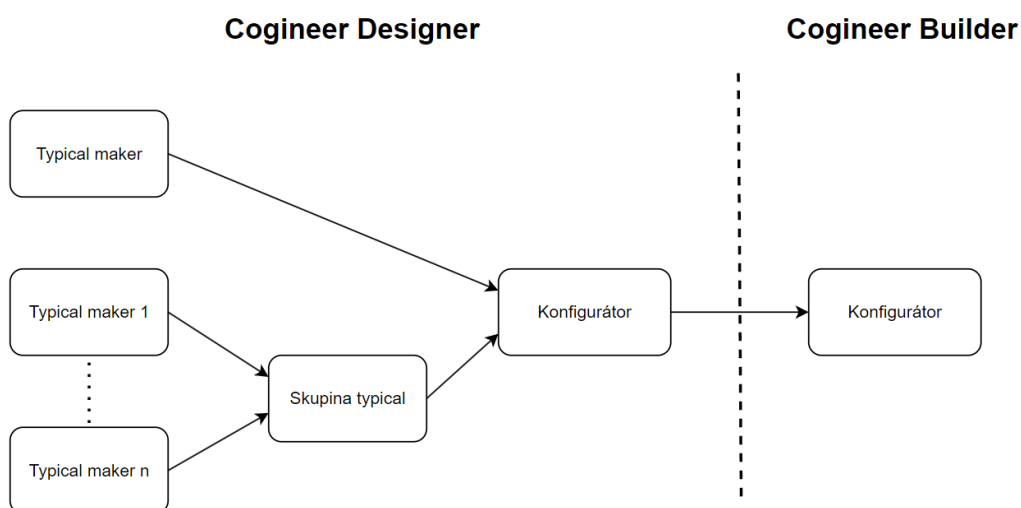 Cogineer Designer
Cogineer Builder
Typical maker
Typical maker 1
Konfigurátor
Konfigurátor
Skupina typical
Typical maker n